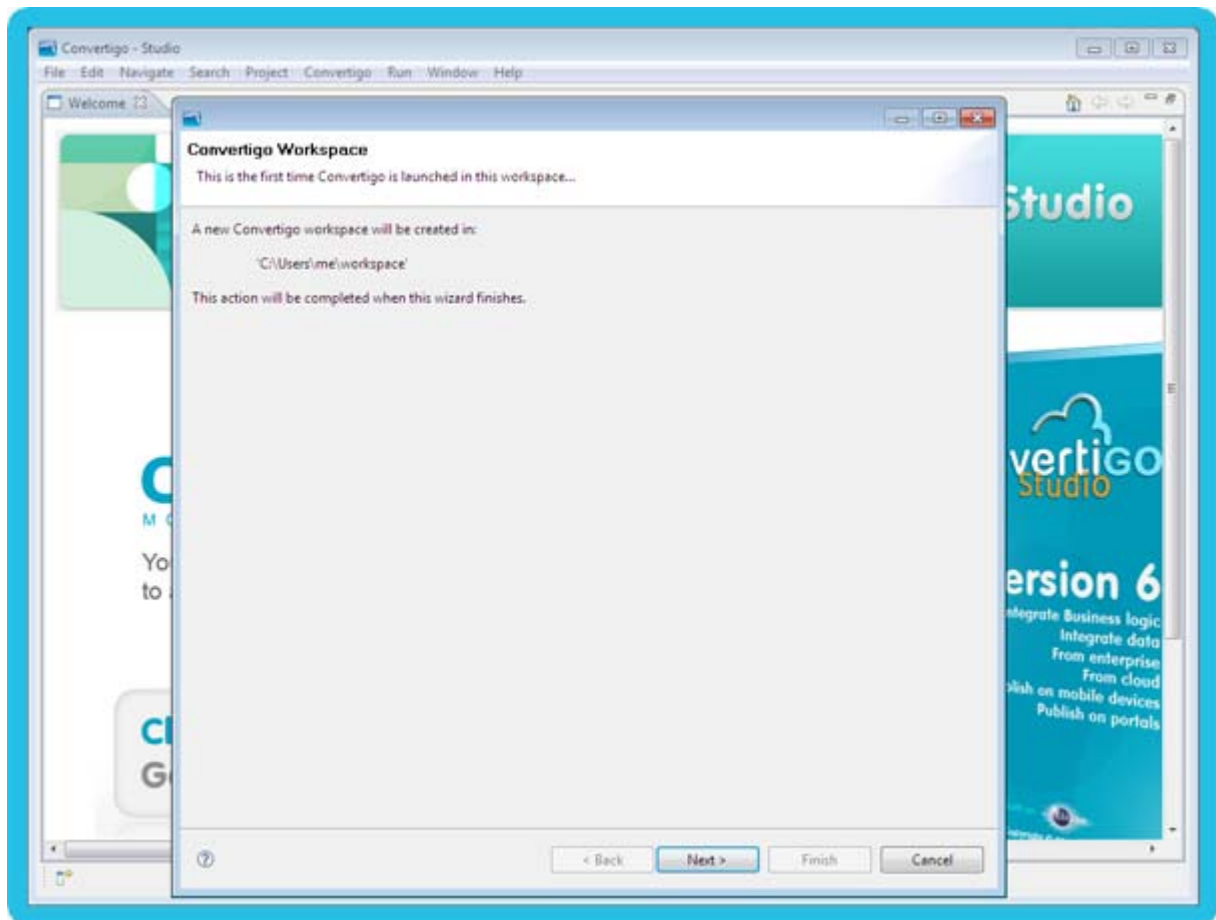 Convertigo - Studio
File Edit Navigate Search Project Convertigo Run Window Help
Welcome
Convertigo Workspace
This is the first time Convertigo is launched in this workspace...
A new Convertigo workspace will be created in:
'C:\Users\me\workspace'
This action will be completed when this wizard finishes.
Studio
vertiGO
Studio
ersion 6
ntegrate Business logic
Integrate data
From enterprise
From cloud
blish on mobile devices
Publish on portals
C
M
Yo
to
Cl
G
< Back Next > Finish Cancel